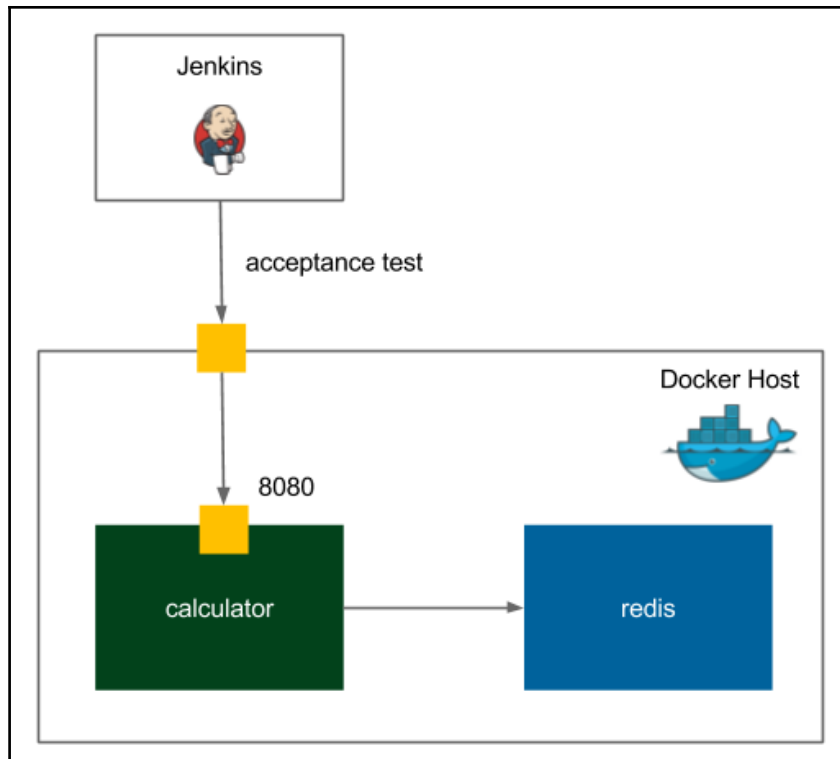 Jenkins
acceptance test
Docker Host
8080
calculator
redis